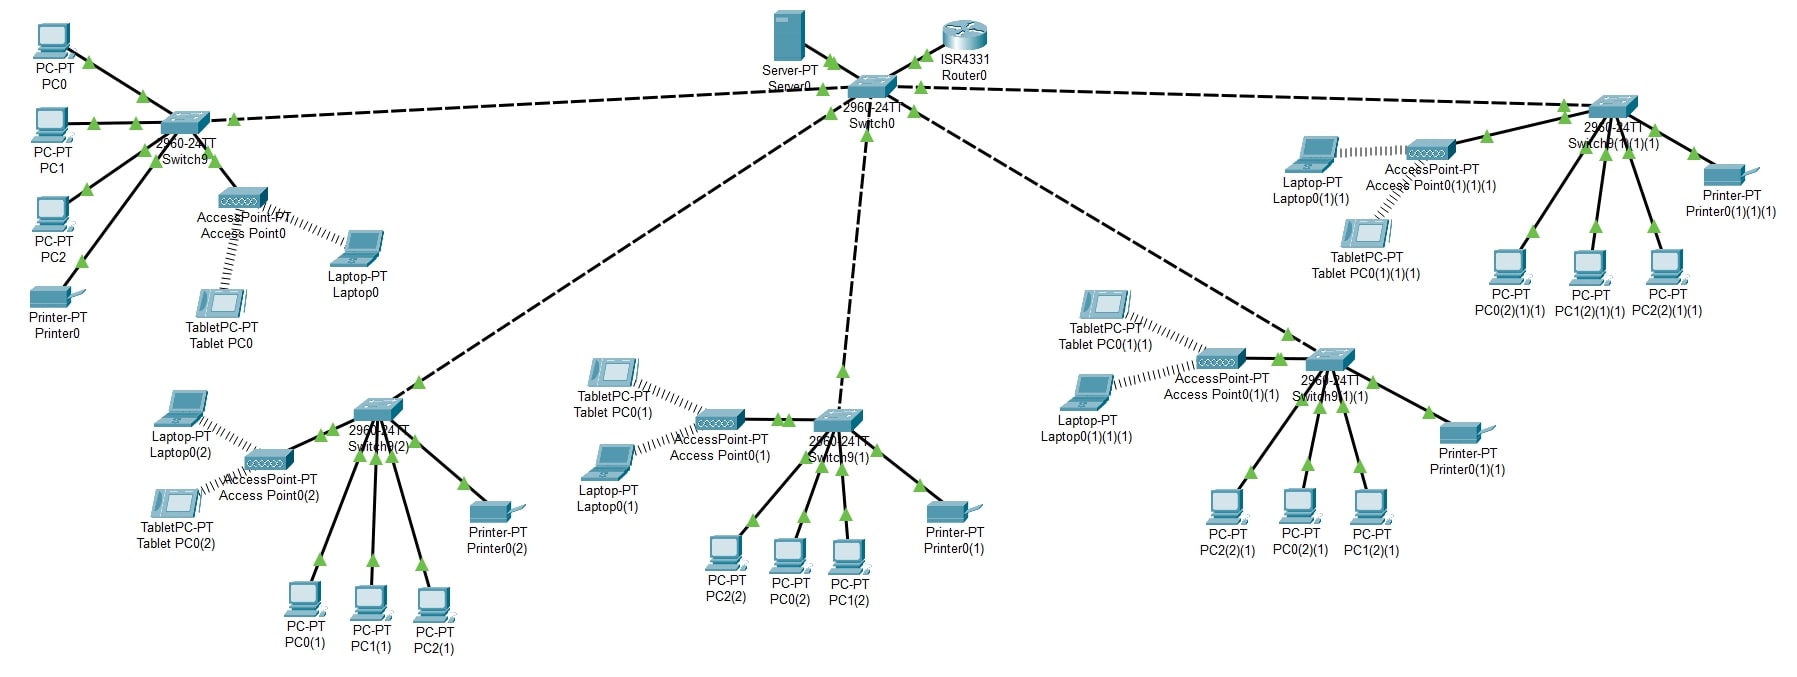 PC-PT
PC0
PC-PT
PC1
PC-PT
PC2
Printer-PT
Printer0
2960-24TT
Switch9
AccessPoint-PT
Access Point0
Laptop-PT
Laptop0
TabletPC-PT
Tablet PC0
Server-PT
Server0
ISR4331
Router0
2960-24TT
Switch0
2960-24TT
Switch9(1)(1)(1)
Laptop-PT
Laptop0(1)(1)
AccessPoint-PT
Access Point0(1)(1)(1)
TabletPC-PT
Tablet PC0(1)(1)(1)
Printer-PT
Printer0(1)(1)(1)
PC-PT
PC0(2)(1)(1)
PC-PT
PC1(2)(1)(1)
PC-PT
PC2(2)(1)(1)
Laptop-PT
Laptop0(2)
2960-24TT
Switch9(2)
AccessPoint-PT
Access Point0(2)
TabletPC-PT
Tablet PC0(2)
Printer-PT
Printer0(2)
PC-PT
PC0(1)
PC-PT
PC1(1)
PC-PT
PC2(1)
TabletPC-PT
Tablet PC0(1)
AccessPoint-PT
Access Point0(1)
2960-24TT
Switch9(1)
Laptop-PT
Laptop0(1)
Printer-PT
Printer0(1)
PC-PT
PC2(2)
PC-PT
PC0(2)
PC-PT
PC1(2)
TabletPC-PT
Tablet PC0(1)(1)
AccessPoint-PT
Access Point0(1)(1)
2960-24TT
Switch9(1)(1)
Laptop-PT
Laptop0(1)(1)(1)
Printer-PT
Printer0(1)(1)
PC-PT
PC2(2)(1)
PC-PT
PC0(2)(1)
PC-PT
PC1(2)(1)